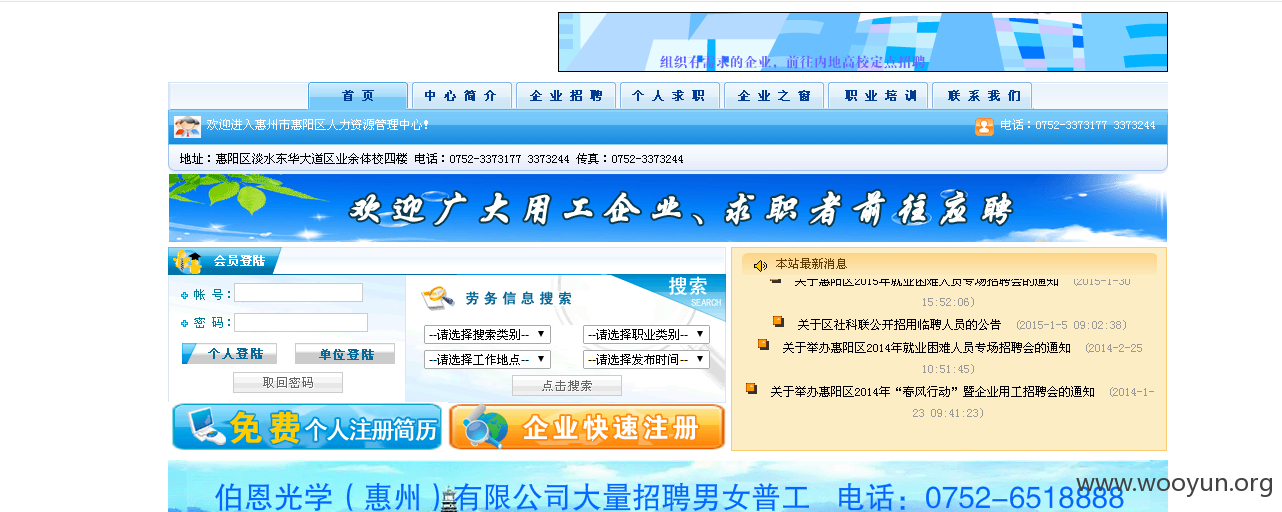 组织有需求的企业，前往内地高校定点招聘
首 页 中 心 简 介 企 业 招 聘 个 人 求 职 企 业 之 窗 职 业 培 训 联 系 我 们
欢迎进入惠州市惠阳区人力资源管理中心！ 电话：0752-3373177 3373244
地址：惠阳区淡水东华大道区业余体校四楼 电话：0752-3373177 3373244 传真：0752-3373244
欢迎广大用工企业、求职者前往应聘
会员登陆
帐 号：
密 码：
个人登陆 单位登陆
取回密码
劳务信息搜索
搜索
SEARCH
--请选择搜索类别-- --请选择职业类别--
--请选择工作地点-- --请选择发布时间--
点击搜索
本站最新消息
关于惠阳区2015年就业困难人员专场招聘会的通知 (2015-1-30
15:52:06)
关于区社科联公开招用临聘人员的公告 (2015-1-5 09:02:38)
关于举办惠阳区2014年就业困难人员专场招聘会的通知 (2014-2-25
10:51:45)
关于举办惠阳区2014年“春风行动”暨企业用工招聘会的通知 (2014-1-
23 09:41:23)
免费个人注册简历 企业快速注册
伯恩光学（惠州）有限公司大量招聘男女普工 电话：0752-6518888
www.wooyun.org